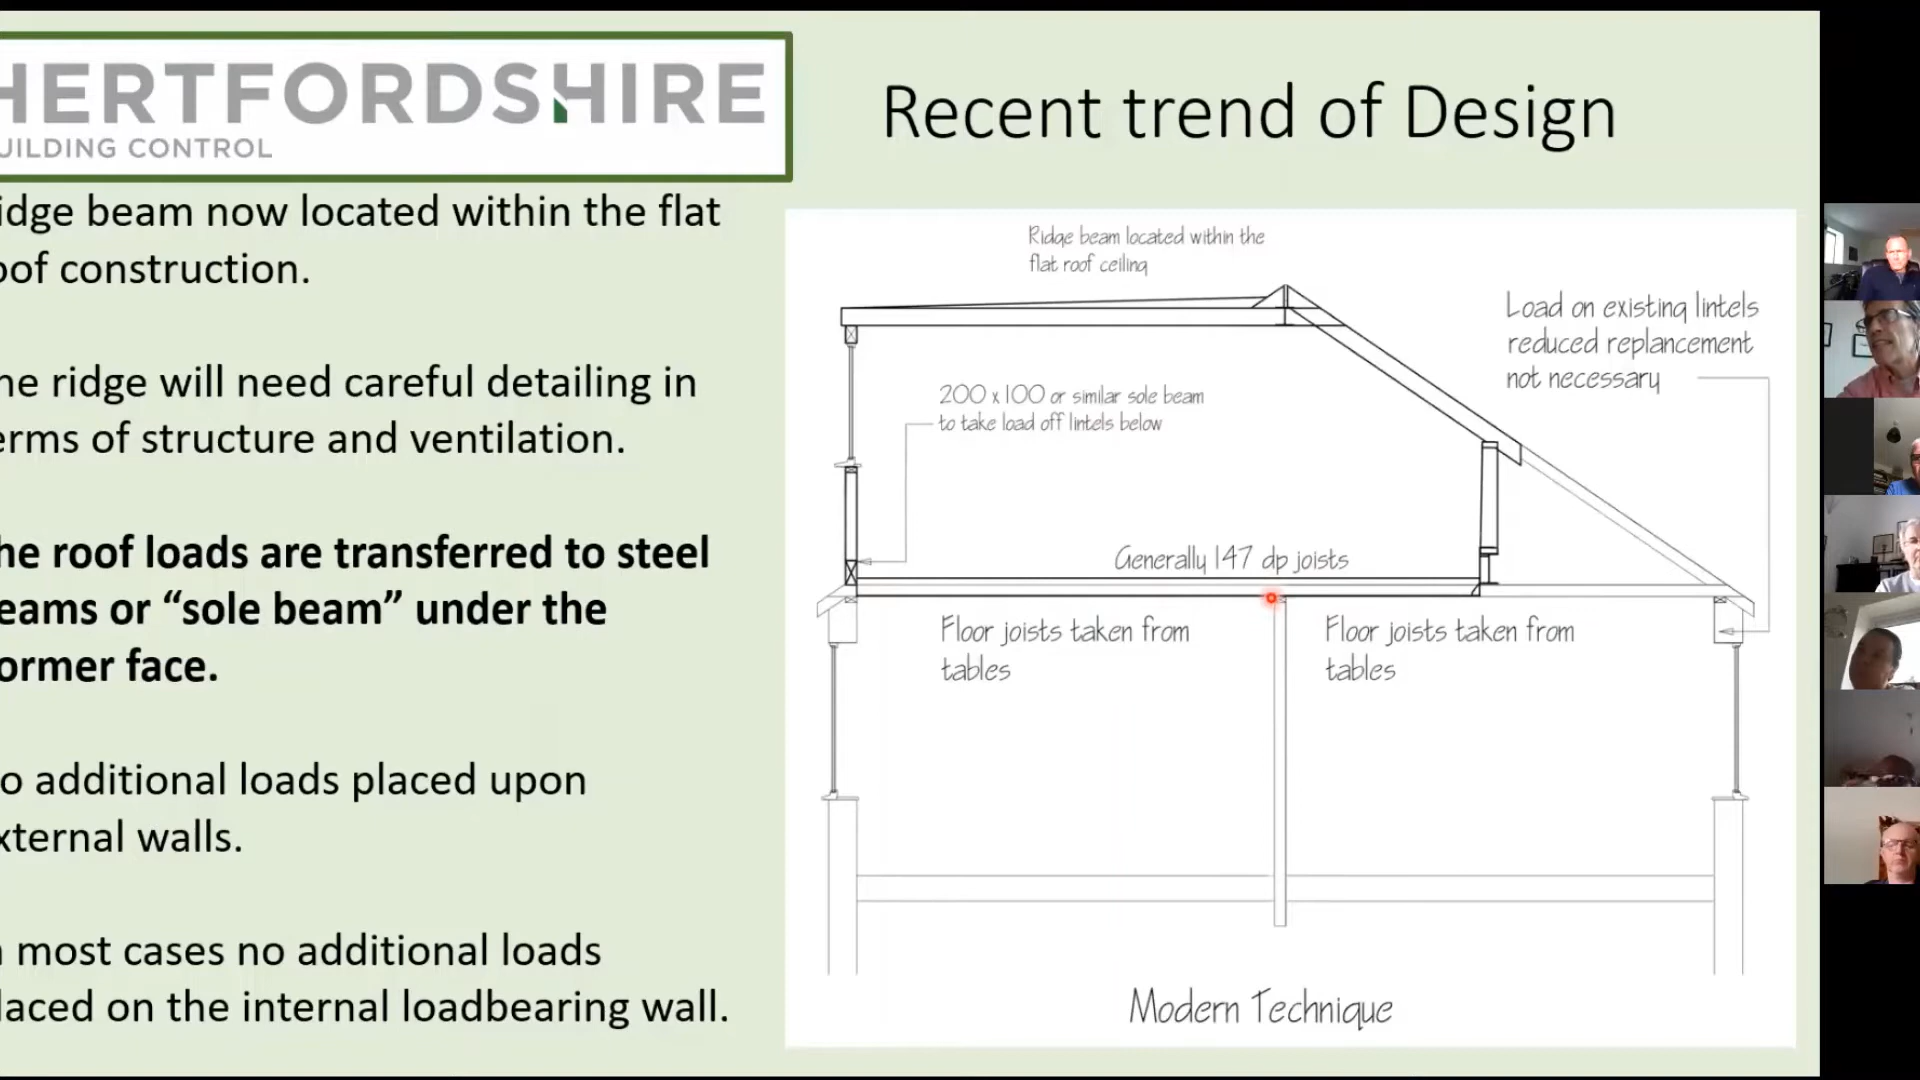 HERTFORDSHIRE
UILDING CONTROL
Recent trend of Design
idge beam now located within the flat
oof construction.
he ridge will need careful detailing in
erms of structure and ventilation.
he roof loads are transferred to steel
eams or “sole beam” under the
ormer face.
o additional loads placed upon
xternal walls.
n most cases no additional loads
laced on the internal loadbearing wall.
Ridge beam located within the
flat roof ceiling
Load on existing lintels
reduced replancement
not necessary
200 x 100 or similar sole beam
to take load off lintels below
Generally 147 dp joists
Floor joists taken from
tables
Floor joists taken from
tables
Modern Technique